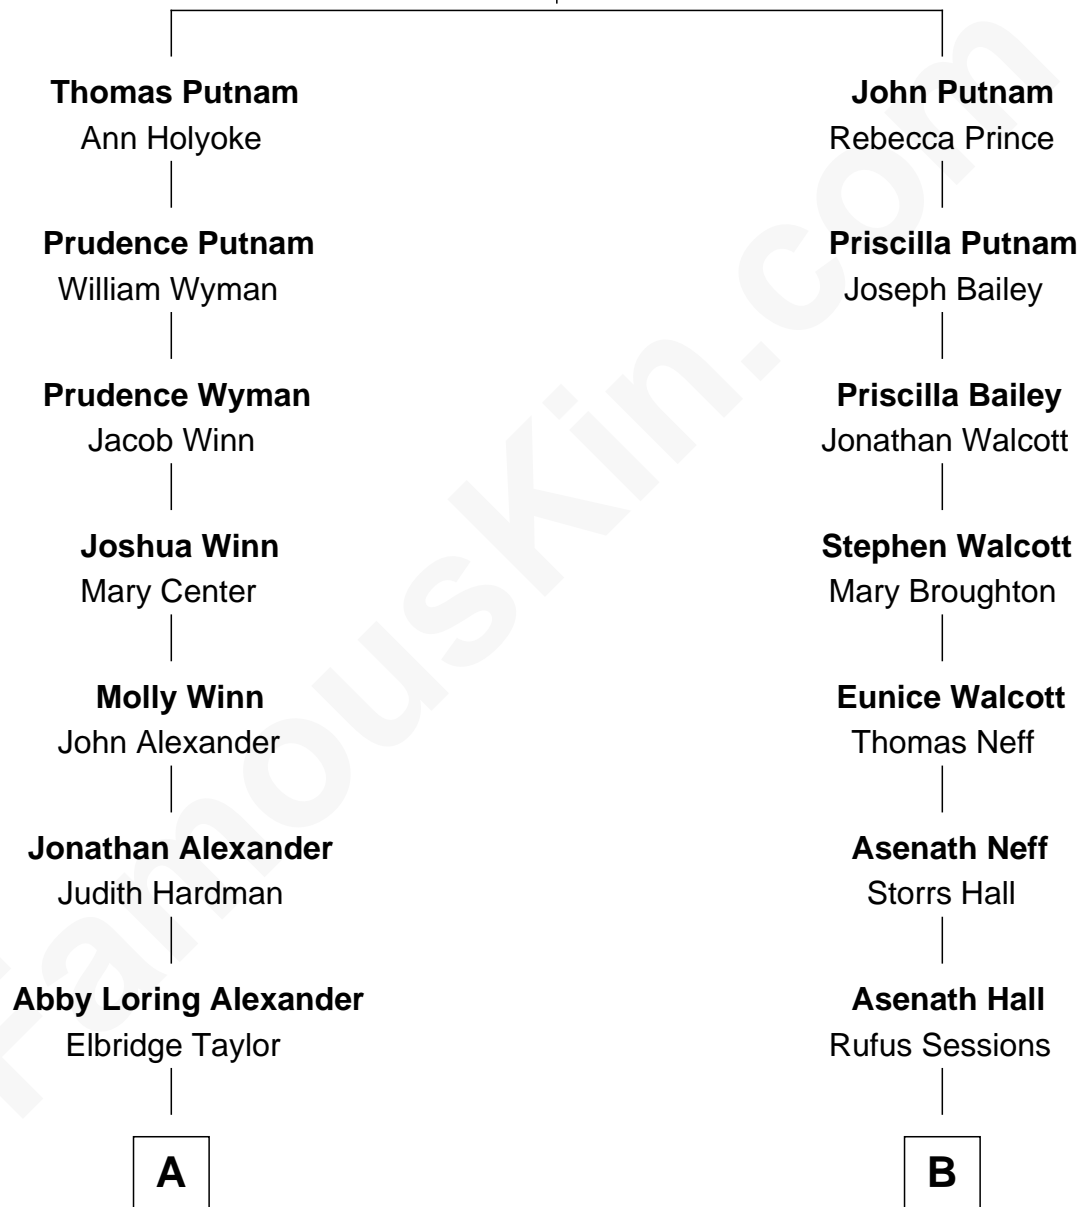 Thomas Putnam
Ann Holyoke
Prudence Putnam
William Wyman
Prudence Wyman
Jacob Winn
Joshua Winn
Mary Center
Molly Winn
John Alexander
Jonathan Alexander
Judith Hardman
Abby Loring Alexander
Elbridge Taylor
A
John Putnam
Rebecca Prince
Priscilla Putnam
Joseph Bailey
Priscilla Bailey
Jonathan Walcott
Stephen Walcott
Mary Broughton
Eunice Walcott
Thomas Neff
Asenath Neff
Storrs Hall
Asenath Hall
Rufus Sessions
B
FamousKin.com